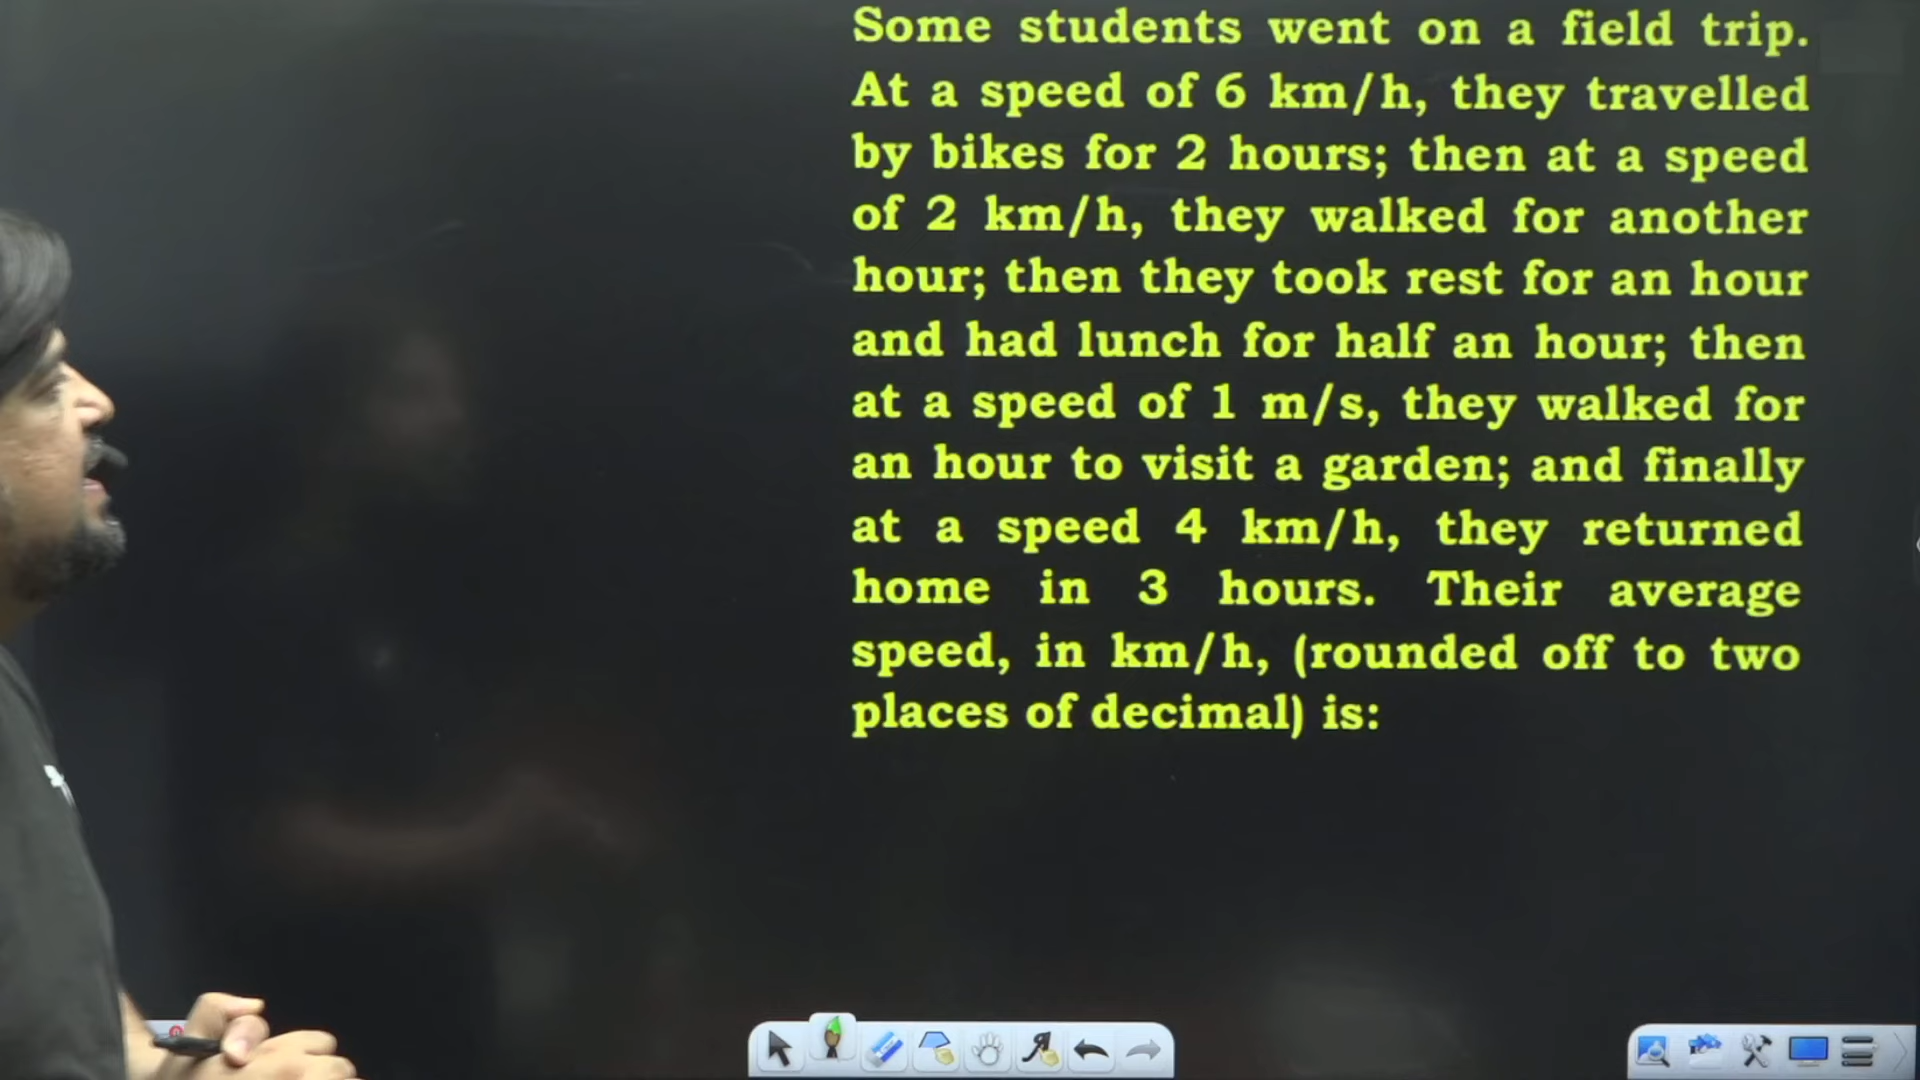 Some students went on a field trip.
At a speed of 6 km/h, they travelled
by bikes for 2 hours; then at a speed
of 2 km/h, they walked for another
hour; then they took rest for an hour
and had lunch for half an hour; then
at a speed of 1 m/s, they walked for
an hour to visit a garden; and finally
at a speed 4 km/h, they returned
home in 3 hours. Their average
speed, in km/h, (rounded off to two
places of decimal) is: